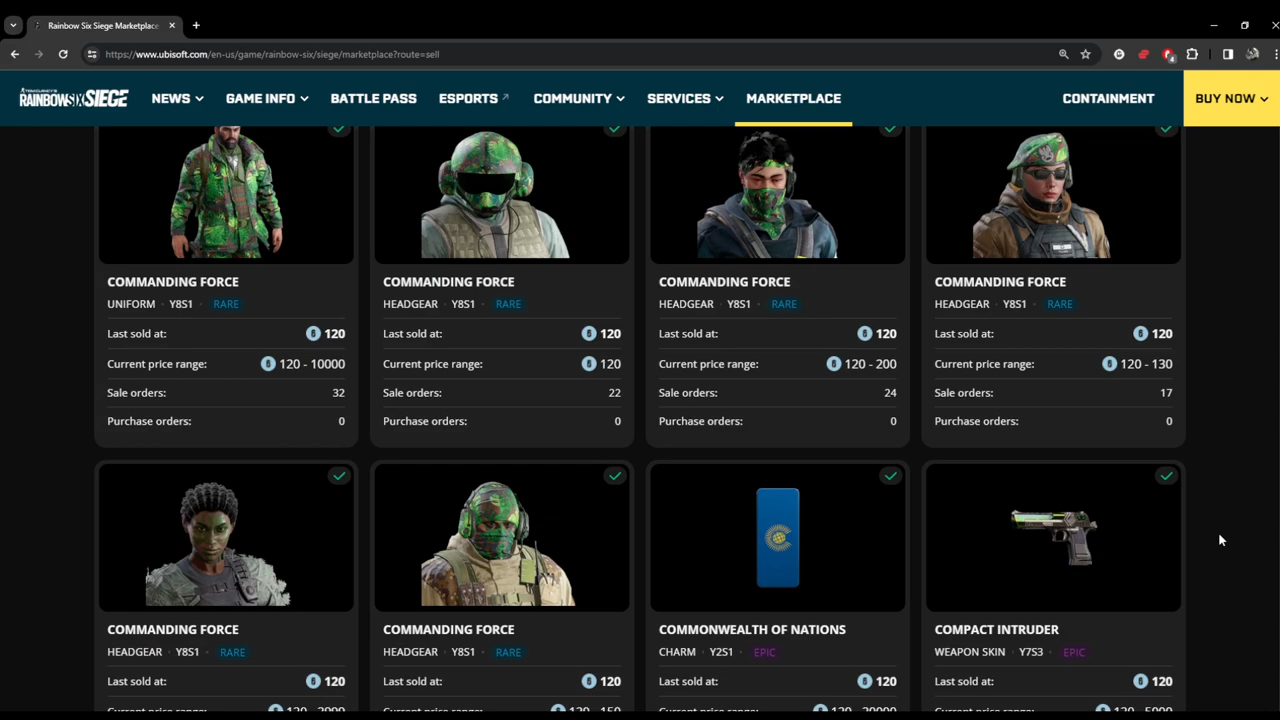 Rainbow Six Siege Marketplace
https://www.ubisoft.com/en-us/game/rainbow-six/siege/marketplace?route=sell
4
TOM CLANCY'S
RAINBOWSIX SIEGE
NEWS
GAME INFO
BATTLE PASS
ESPORTS
COMMUNITY
SERVICES
MARKETPLACE
CONTAINMENT
BUY NOW
COMMANDING FORCE
UNIFORM · Y8S1 · RARE
Last sold at: 120
Current price range: 120 - 10000
Sale orders: 32
Purchase orders: 0
COMMANDING FORCE
HEADGEAR · Y8S1 · RARE
Last sold at: 120
Current price range: 120
Sale orders: 22
Purchase orders: 0
COMMANDING FORCE
HEADGEAR · Y8S1 · RARE
Last sold at: 120
Current price range: 120 - 200
Sale orders: 24
Purchase orders: 0
COMMANDING FORCE
HEADGEAR · Y8S1 · RARE
Last sold at: 120
Current price range: 120 - 130
Sale orders: 17
Purchase orders: 0
COMMANDING FORCE
HEADGEAR · Y8S1 · RARE
Last sold at: 120
COMMANDING FORCE
HEADGEAR · Y8S1 · RARE
Last sold at: 120
COMMONWEALTH OF NATIONS
CHARM · Y2S1 · EPIC
Last sold at: 120
COMPACT INTRUDER
WEAPON SKIN · Y7S3 · EPIC
Last sold at: 120